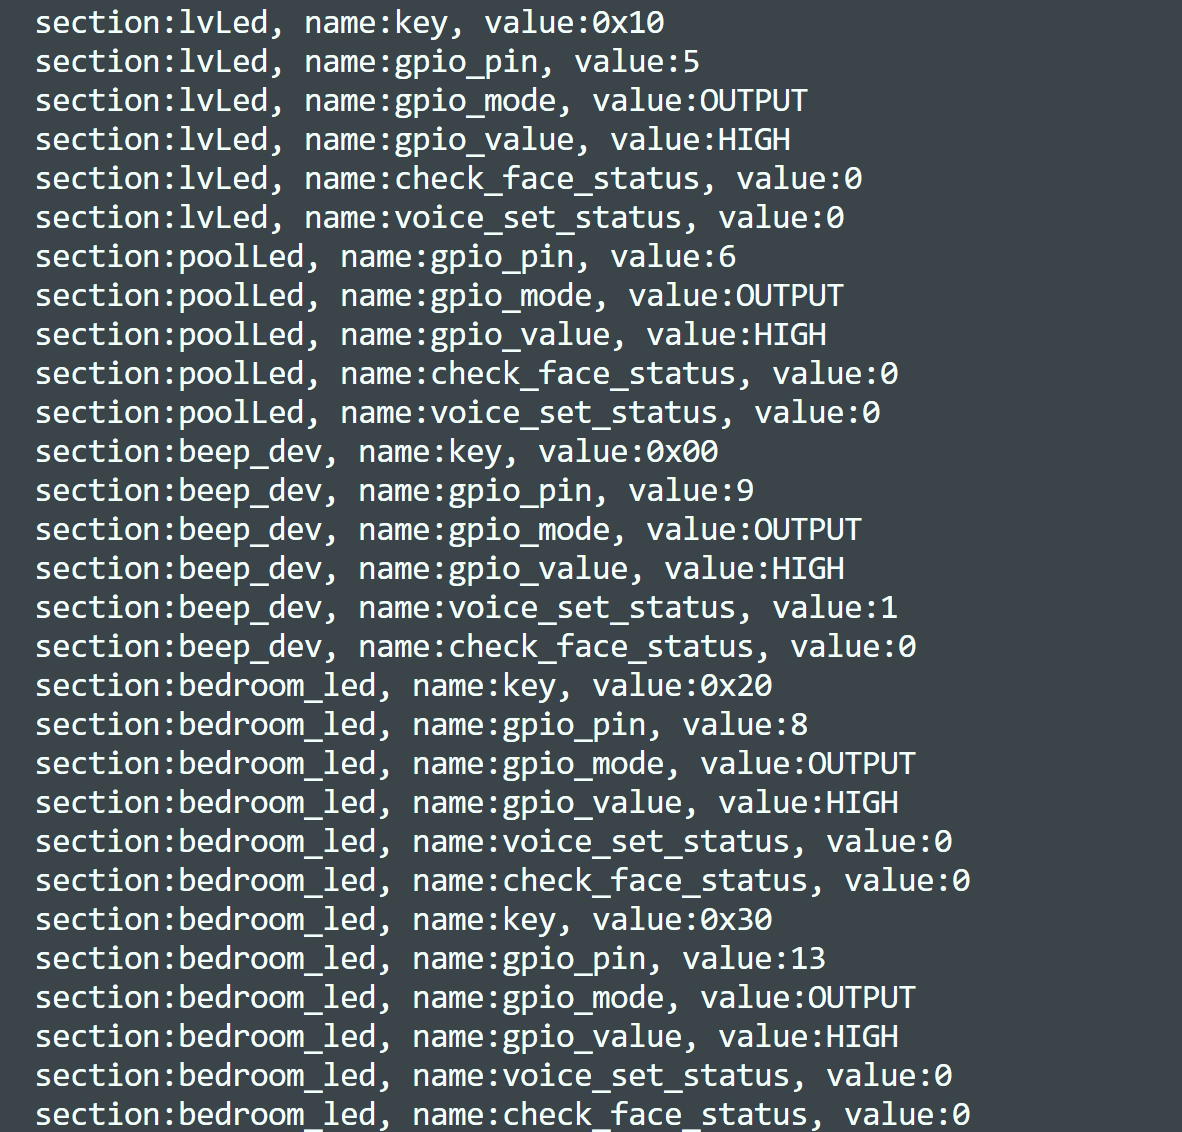 section:lvLed, name:key, value:0x10
section:lvLed, name:gpio_pin, value:5
section:lvLed, name:gpio_mode, value:OUTPUT
section:lvLed, name:gpio_value, value:HIGH
section:lvLed, name:check_face_status, value:0
section:lvLed, name:voice_set_status, value:0
section:poolLed, name:gpio_pin, value:6
section:poolLed, name:gpio_mode, value:OUTPUT
section:poolLed, name:gpio_value, value:HIGH
section:poolLed, name:check_face_status, value:0
section:poolLed, name:voice_set_status, value:0
section:beep_dev, name:key, value:0x00
section:beep_dev, name:gpio_pin, value:9
section:beep_dev, name:gpio_mode, value:OUTPUT
section:beep_dev, name:gpio_value, value:HIGH
section:beep_dev, name:voice_set_status, value:1
section:beep_dev, name:check_face_status, value:0
section:bedroom_led, name:key, value:0x20
section:bedroom_led, name:gpio_pin, value:8
section:bedroom_led, name:gpio_mode, value:OUTPUT
section:bedroom_led, name:gpio_value, value:HIGH
section:bedroom_led, name:voice_set_status, value:0
section:bedroom_led, name:check_face_status, value:0
section:bedroom_led, name:key, value:0x30
section:bedroom_led, name:gpio_pin, value:13
section:bedroom_led, name:gpio_mode, value:OUTPUT
section:bedroom_led, name:gpio_value, value:HIGH
section:bedroom_led, name:voice_set_status, value:0
section:bedroom_led, name:check_face_status, value:0